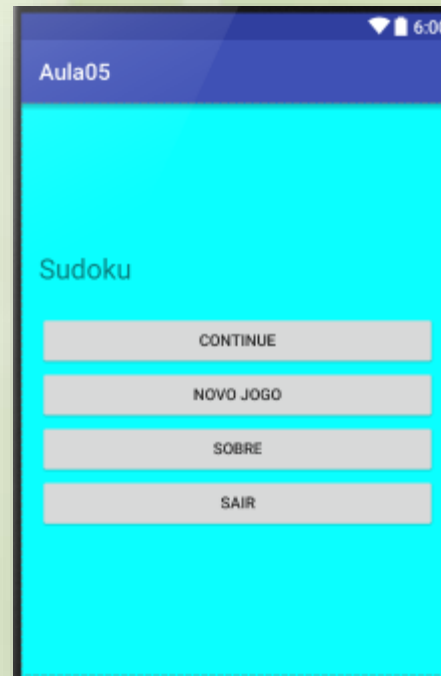 6:00
Aula05
Sudoku
CONTINUE
NOVO JOGO
SOBRE
SAIR